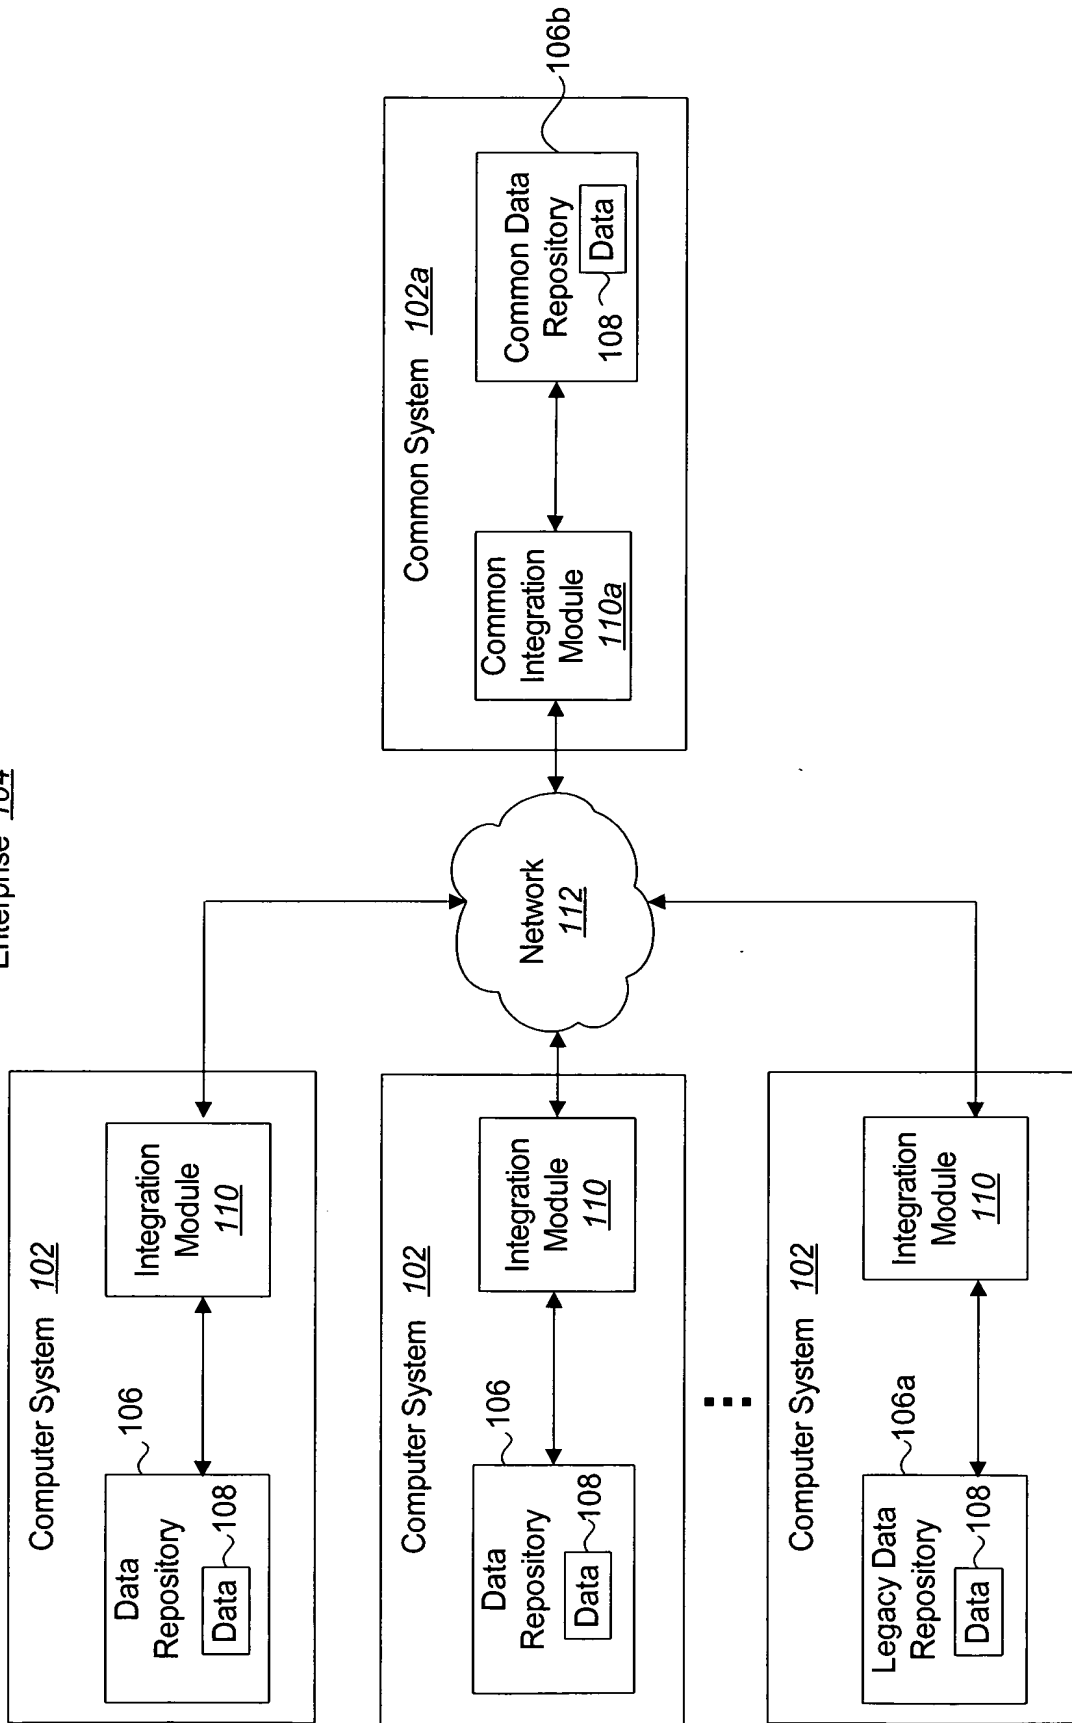 Enterprise 104
Computer System 102
106
Data
Repository
108
Data
Integration
Module
110
Computer System 102
106
Data
Repository
108
Data
Integration
Module
110
Network
112
Common System 102a
Common
Integration
Module
110a
Common Data
Repository
108
Data
106b
Computer System 102
106a
Legacy Data
Repository
108
Data
Integration
Module
110